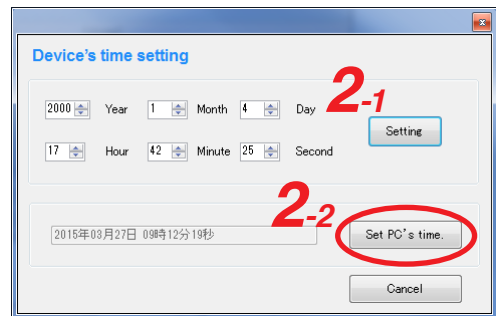 Device's time setting
2000 Year 1 Month 4 Day
2-1
Setting
17 Hour 42 Minute 25 Second
2-2
2015年03月27日 09時12分19秒
Set PC's time.
Cancel